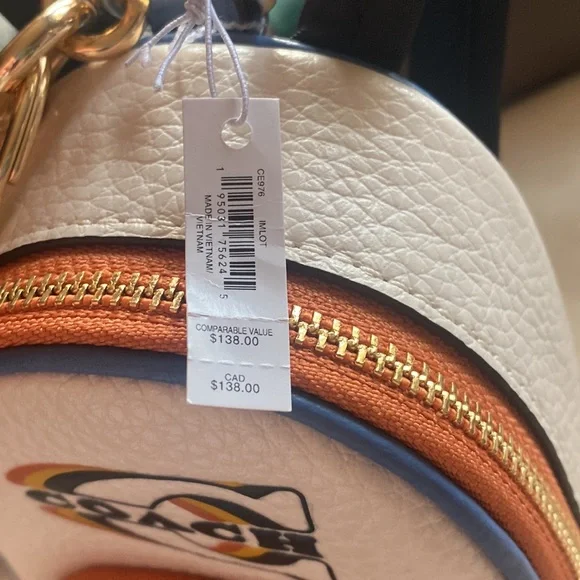 CE976 IMLOT
1 95031 75624 5
MADE IN VIETNAM/
VIETNAM
COMPARABLE VALUE
$138.00
CAD
$138.00
COACH